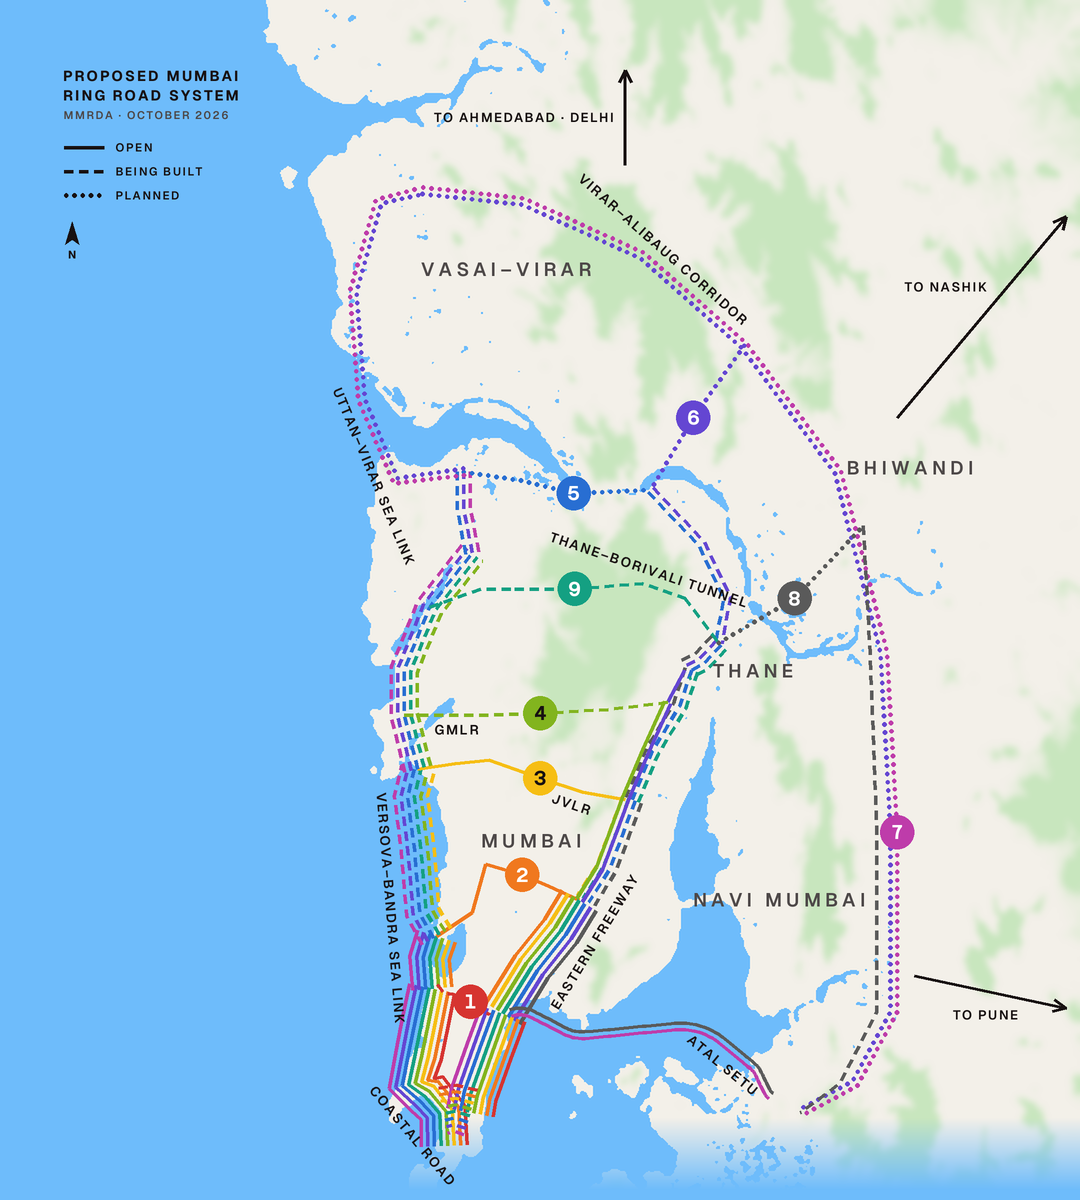 PROPOSED MUMBAI
RING ROAD SYSTEM
MMRDA · OCTOBER 2026
OPEN
BEING BUILT
PLANNED
N
TO AHMEDABAD · DELHI
VIRAR–ALIBAUG CORRIDOR
VASAI–VIRAR
TO NASHIK
UTTAN–VIRAR SEA LINK
6
BHIWANDI
5
THANE–BORIVALI TUNNEL
9
8
THANE
4
GMLR
3
JVLR
VERSOVA–BANDRA SEA LINK
MUMBAI
7
2
NAVI MUMBAI
EASTERN FREEWAY
1
TO PUNE
ATAL SETU
COASTAL ROAD